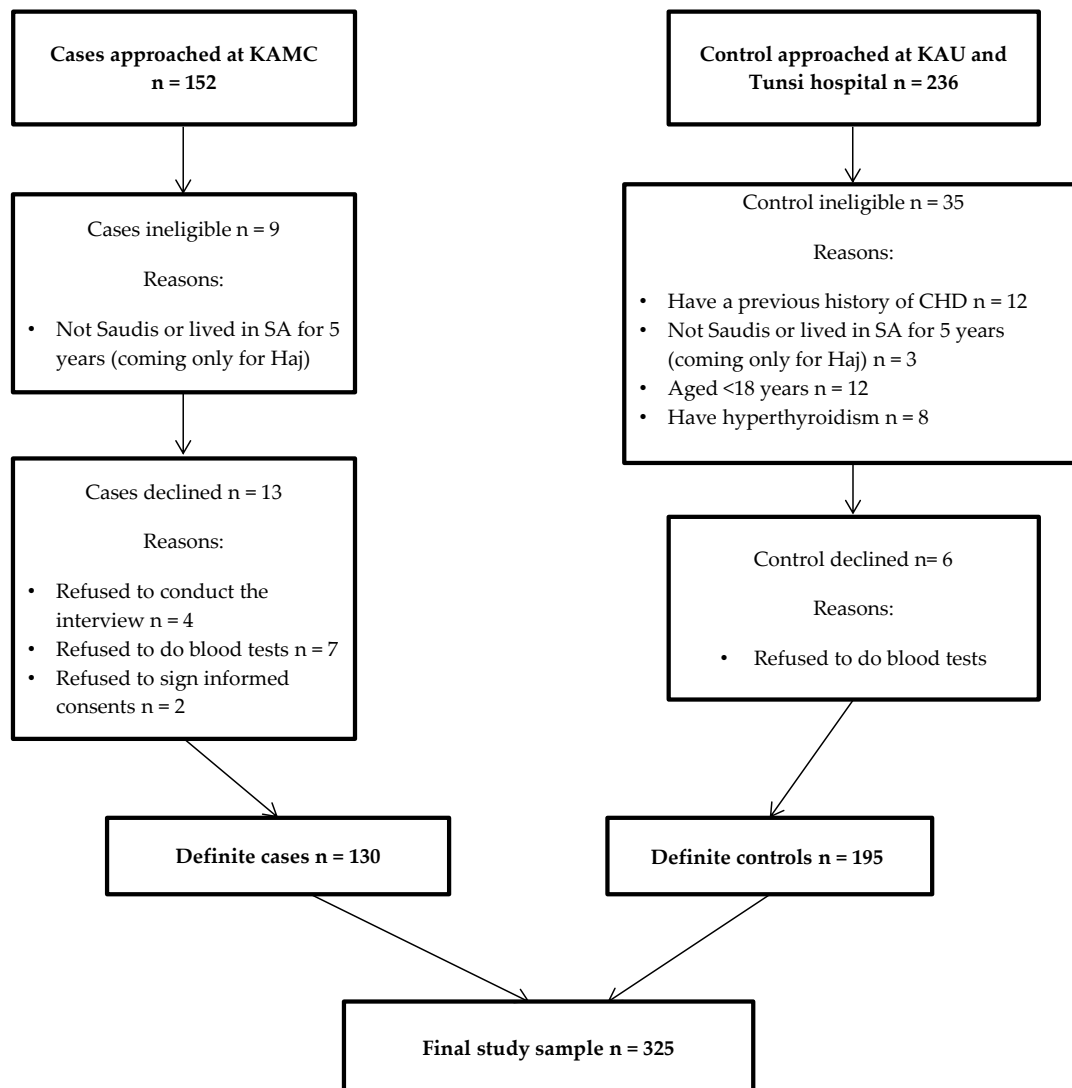 Cases approached at KAMC
n = 152
Control approached at KAU and
Tunsi hospital n = 236
Cases ineligible n = 9
Reasons:
• Not Saudis or lived in SA for 5
years (coming only for Haj)
Control ineligible n = 35
Reasons:
• Have a previous history of CHD n = 12
• Not Saudis or lived in SA for 5 years
(coming only for Haj) n = 3
• Aged <18 years n = 12
• Have hyperthyroidism n = 8
Cases declined n = 13
Reasons:
• Refused to conduct the
interview n = 4
• Refused to do blood tests n = 7
• Refused to sign informed
consents n = 2
Control declined n= 6
Reasons:
• Refused to do blood tests
Definite cases n = 130
Definite controls n = 195
Final study sample n = 325